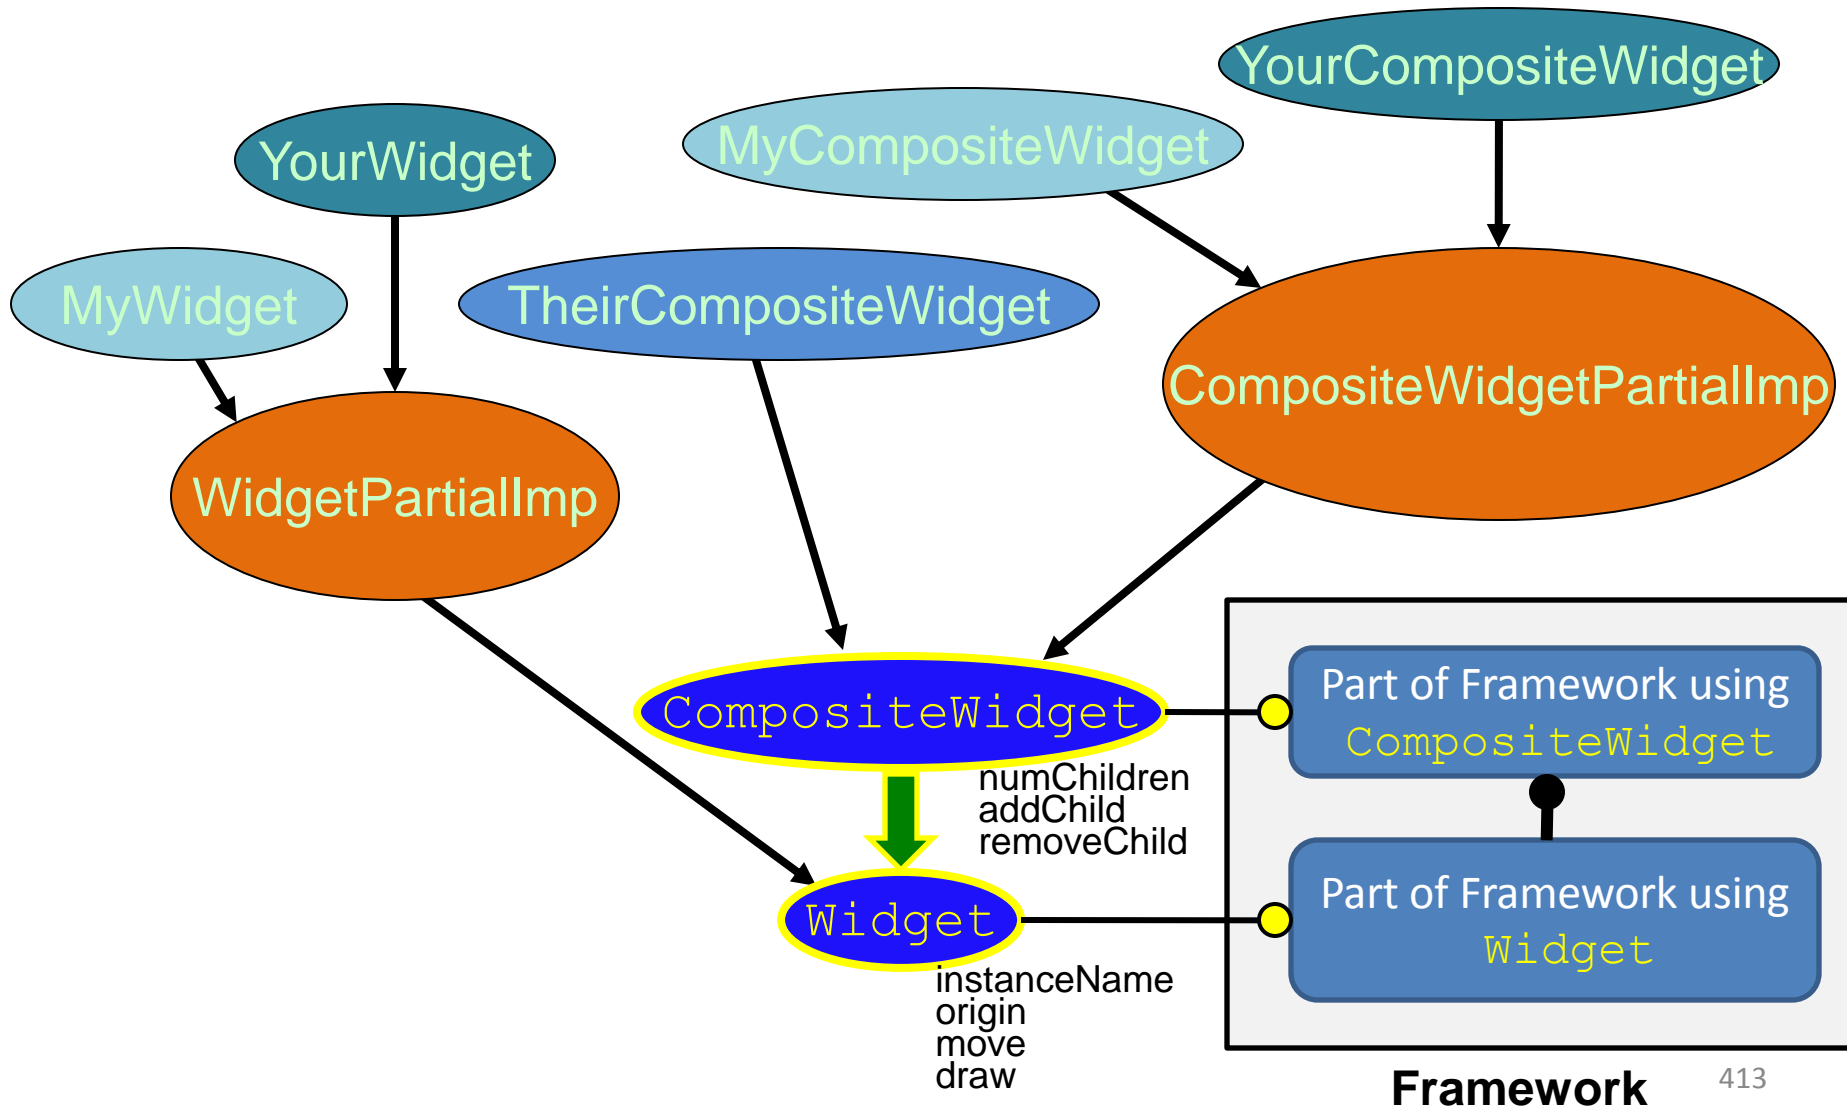 YourCompositeWidget
MyCompositeWidget
YourWidget
MyWidget
TheirCompositeWidget
CompositeWidgetPartialImp
WidgetPartialImp
CompositeWidget
numChildren
addChild
removeChild
Widget
instanceName
origin
move
draw
Part of Framework using
CompositeWidget
Part of Framework using
Widget
Framework
413